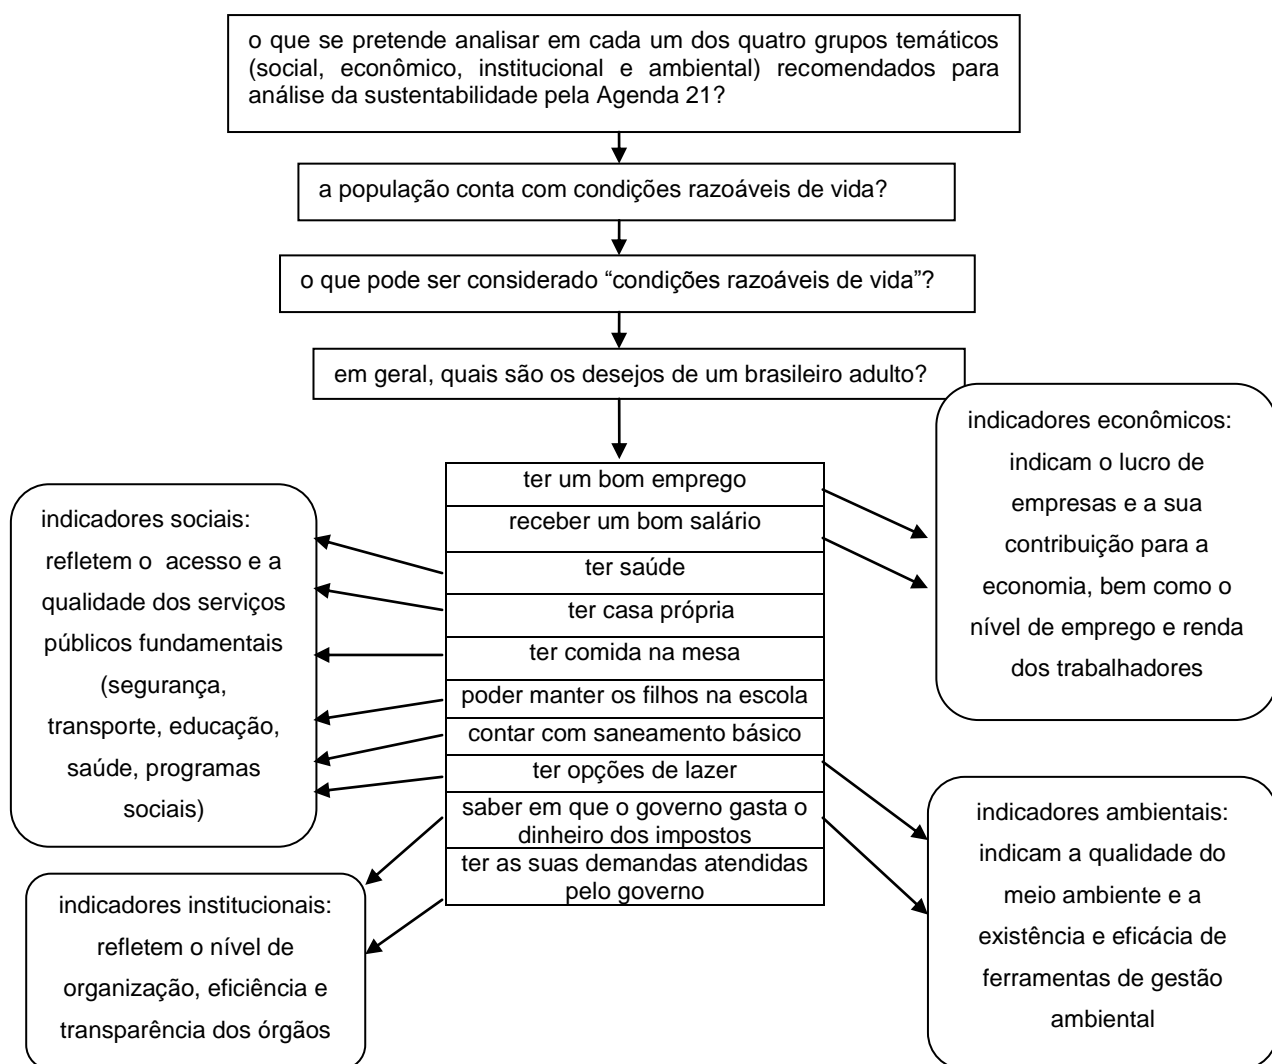 o que se pretende analisar em cada um dos quatro grupos temáticos
(social, econômico, institucional e ambiental) recomendados para
análise da sustentabilidade pela Agenda 21?
a população conta com condições razoáveis de vida?
o que pode ser considerado “condições razoáveis de vida”?
em geral, quais são os desejos de um brasileiro adulto?
ter um bom emprego
receber um bom salário
ter saúde
ter casa própria
ter comida na mesa
poder manter os filhos na escola
contar com saneamento básico
ter opções de lazer
saber em que o governo gasta o
dinheiro dos impostos
ter as suas demandas atendidas
pelo governo
indicadores econômicos:
indicam o lucro de
empresas e a sua
contribuição para a
economia, bem como o
nível de emprego e renda
dos trabalhadores
indicadores sociais:
refletem o acesso e a
qualidade dos serviços
públicos fundamentais
(segurança,
transporte, educação,
saúde, programas
sociais)
indicadores institucionais:
refletem o nível de
organização, eficiência e
transparência dos órgãos
indicadores ambientais:
indicam a qualidade do
meio ambiente e a
existência e eficácia de
ferramentas de gestão
ambiental